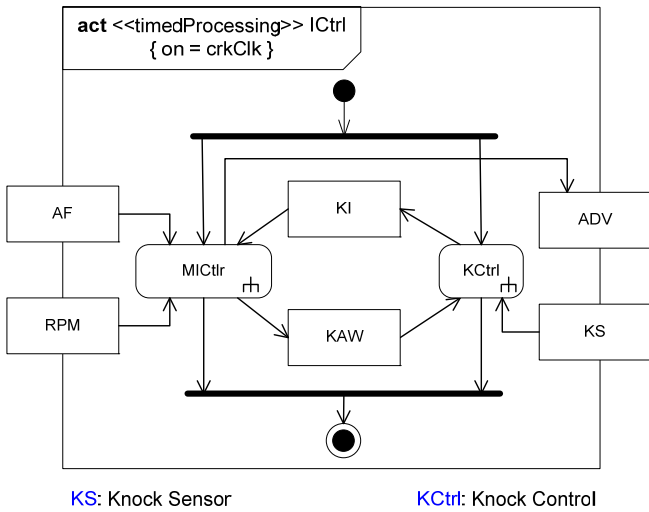 act <<timedProcessing>> ICtrl
{ on = crkClk }
AF
KI
ADV
MICtlr
KCtrl
RPM
KAW
KS
KS: Knock Sensor
KCtrl: Knock Control